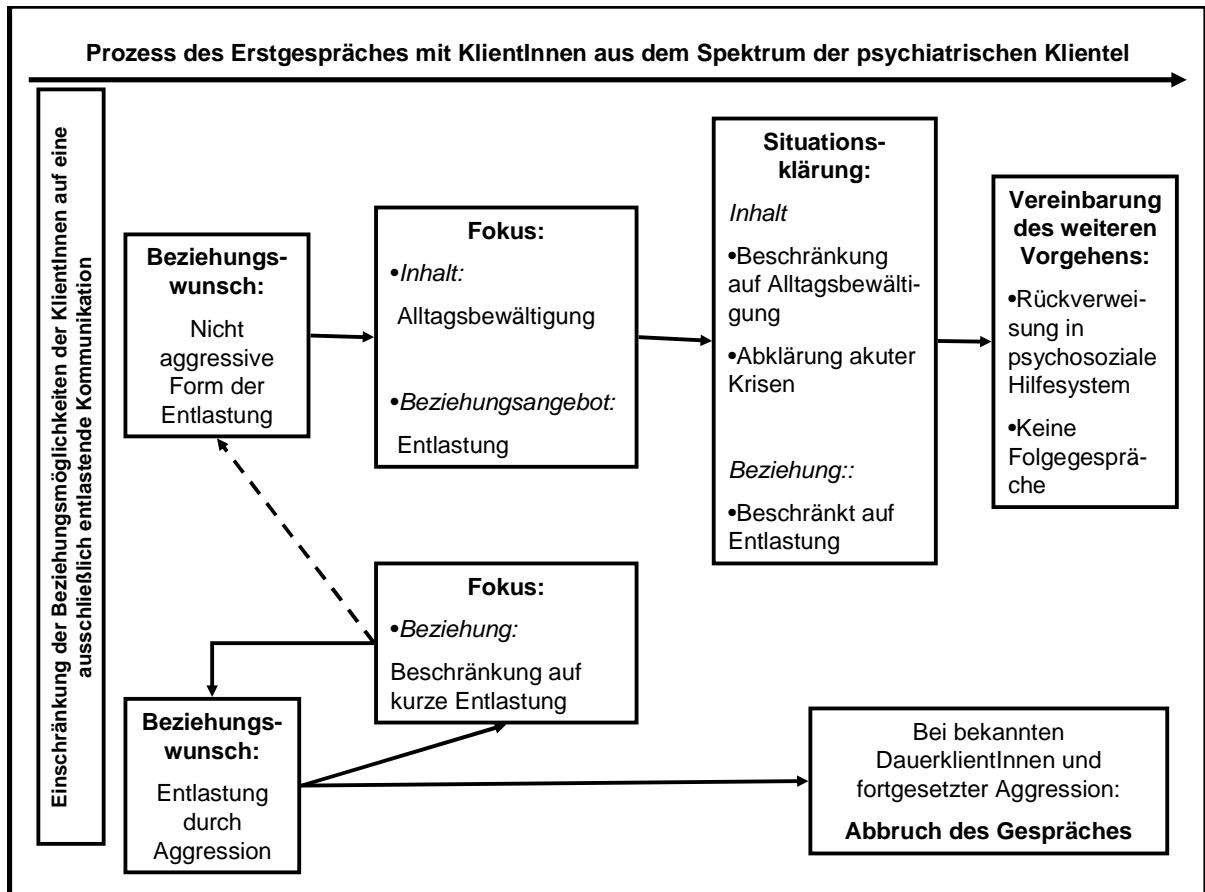 Prozess des Erstgespräches mit KlientInnen aus dem Spektrum der psychiatrischen Klientel
Einschränkung der Beziehungsmöglichkeiten der KlientInnen auf eine
ausschließlich entlastende Kommunikation
Beziehungs-
wunsch:
Nicht
aggressive
Form der
Entlastung
Fokus:
•Inhalt:
Alltagsbewältigung
•Beziehungsangebot:
Entlastung
Situations-
klärung:
Inhalt
•Beschränkung
auf Alltagsbewälti-
gung
•Abklärung akuter
Krisen
Beziehung::
•Beschränkt auf
Entlastung
Vereinbarung
des weiteren
Vorgehens:
•Rückverwei-
sung in
psychosoziale
Hilfesystem
•Keine
Folgegesprä-
che
Fokus:
•Beziehung:
Beschränkung auf
kurze Entlastung
Beziehungs-
wunsch:
Entlastung
durch
Aggression
Bei bekannten
DauerklientInnen und
fortgesetzter Aggression:
Abbruch des Gespräches